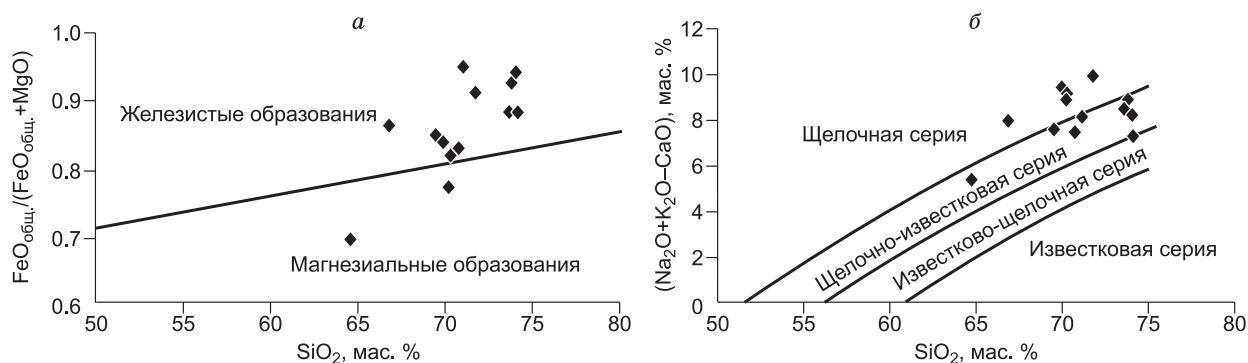 а
FeOобщ./(FeOобщ.+MgO)
1.0
0.9
0.8
0.7
0.6
Железистые образования
Магнезиальные образования
50 55 60 65 70 75 80
SiO2, мас. %
б
(Na2O+K2O–CaO), мас. %
12
10
8
6
4
2
0
Щелочная серия
Щелочно-известковая серия
Известково-щелочная серия
Известковая серия
50 55 60 65 70 75 80
SiO2, мас. %